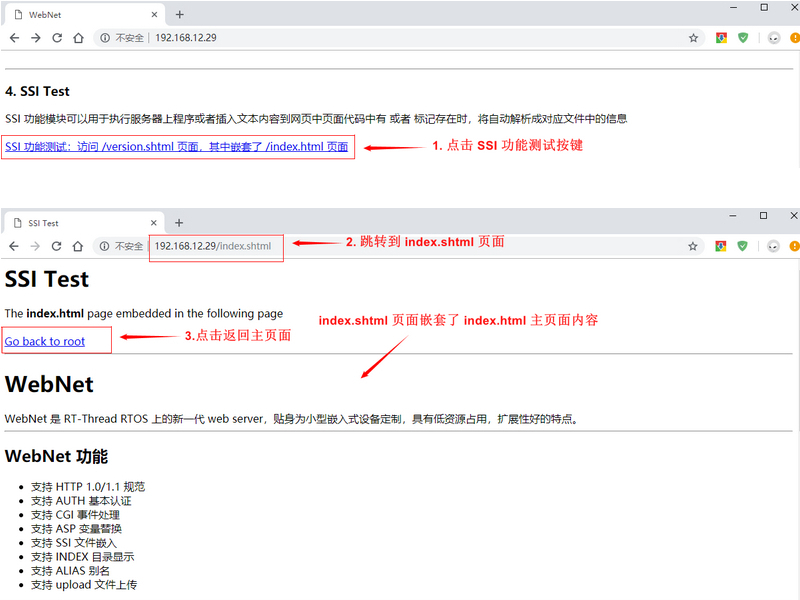 WebNet
不安全 192.168.12.29
4. SSI Test
SSI 功能模块可以用于执行服务器上程序或者插入文本内容到网页中页面代码中有 或者 标记存在时，将自动解析成对应文件中的信息
SSI 功能测试：访问 /version.shtml 页面，其中嵌套了 /index.html 页面
1. 点击 SSI 功能测试按键
SSI Test
不安全 192.168.12.29/index.shtml
2. 跳转到 index.shtml 页面
SSI Test
The index.html page embedded in the following page
index.shtml 页面嵌套了 index.html 主页面内容
Go back to root
3.点击返回主页面
WebNet
WebNet 是 RT-Thread RTOS 上的新一代 web server，贴身为小型嵌入式设备定制，具有低资源占用，扩展性好的特点。
WebNet 功能
支持 HTTP 1.0/1.1 规范
支持 AUTH 基本认证
支持 CGI 事件处理
支持 ASP 变量替换
支持 SSI 文件嵌入
支持 INDEX 目录显示
支持 ALIAS 别名
支持 upload 文件上传